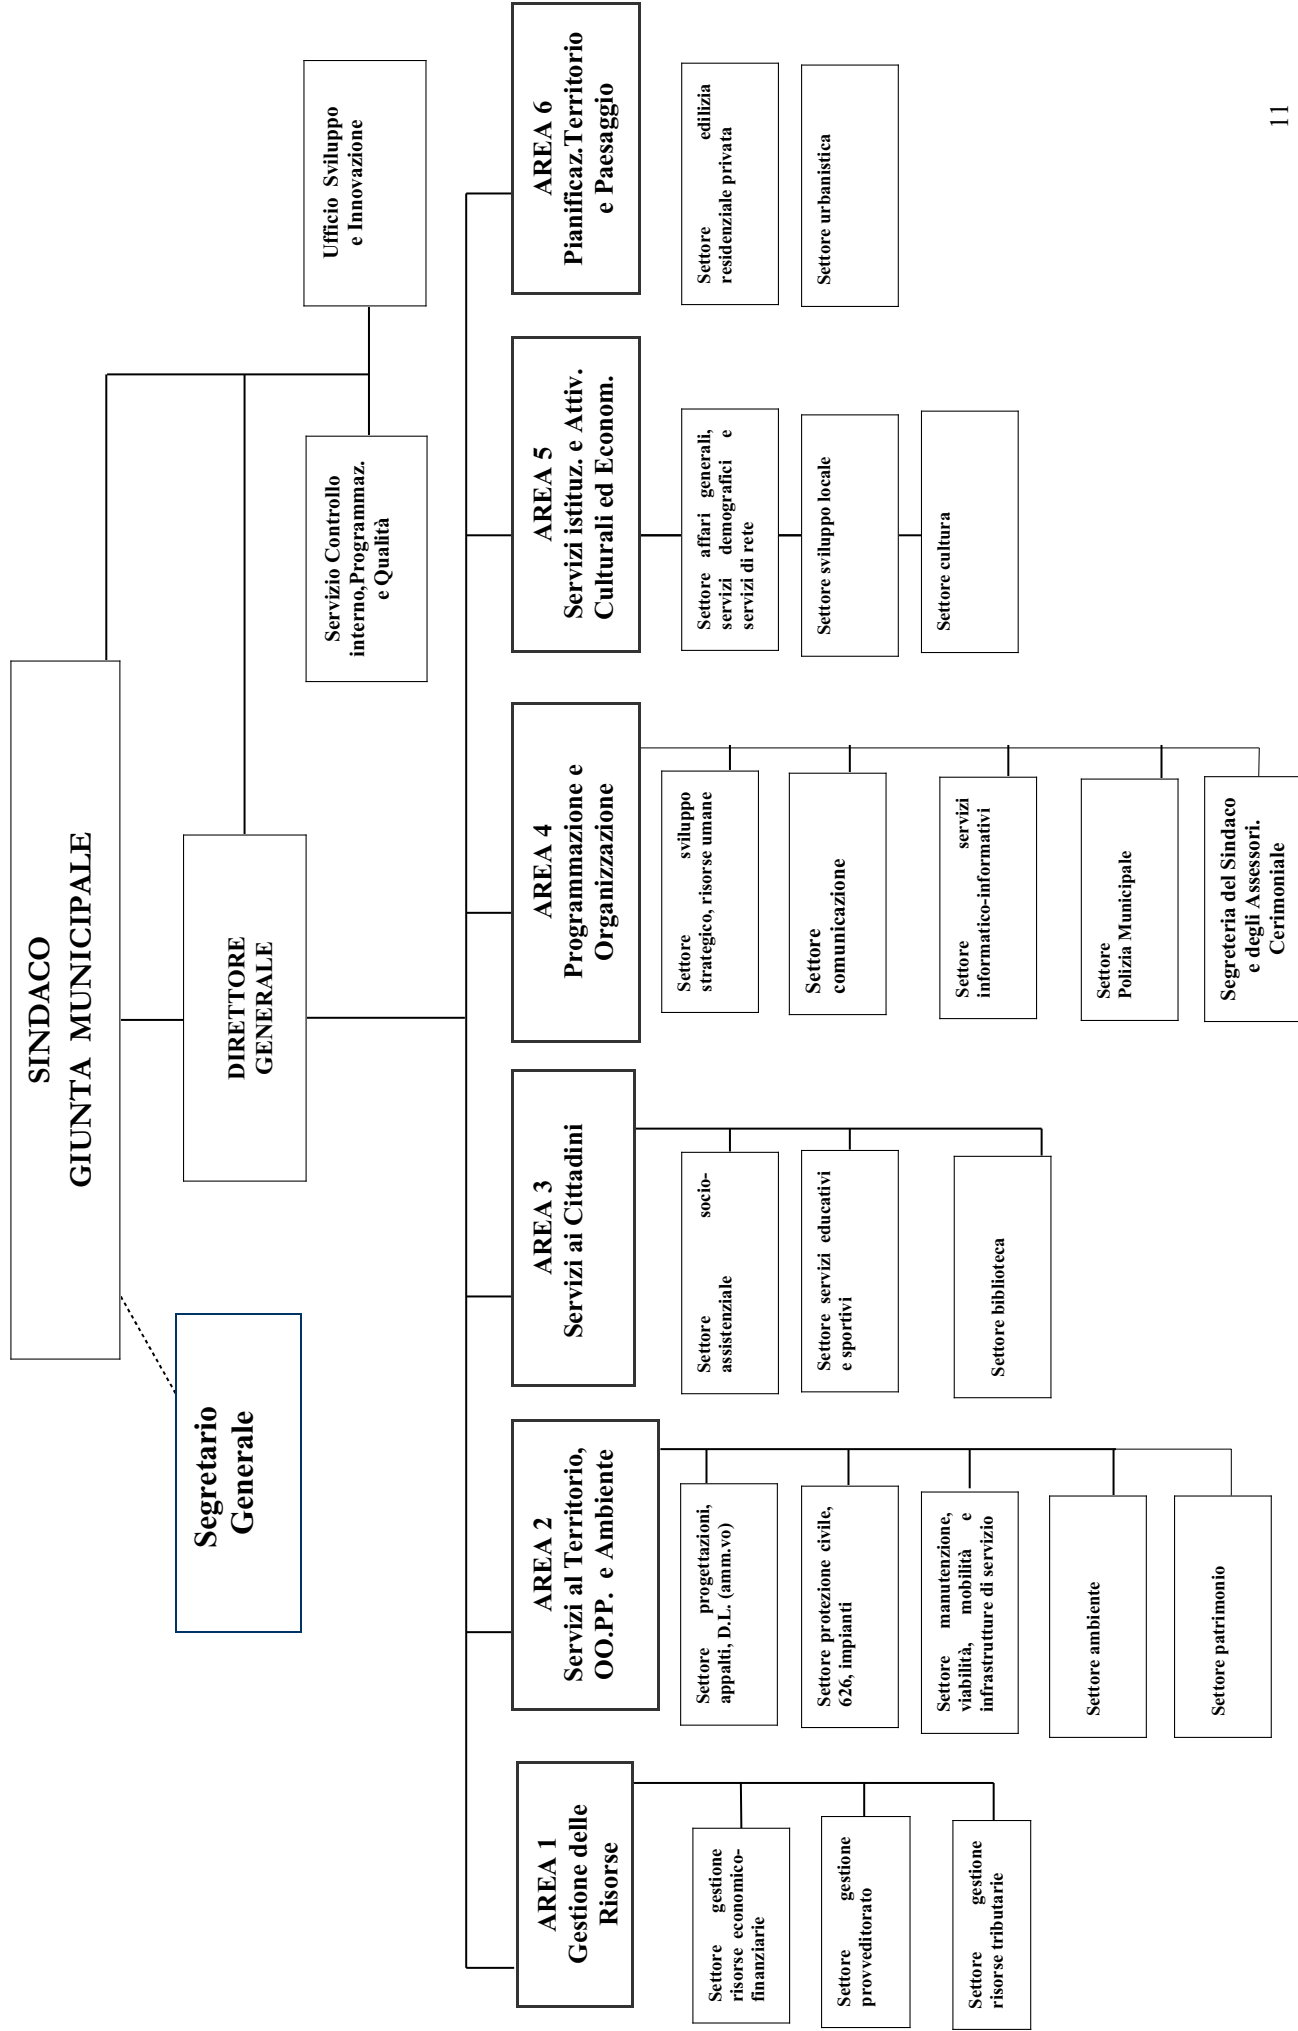 SINDACO
GIUNTA MUNICIPALE
Segretario
Generale
DIRETTORE
GENERALE
Servizio Controllo
interno,Programmaz.
e Qualità
Ufficio Sviluppo
e Innovazione
AREA 1
Gestione delle
Risorse
Settore gestione
risorse economico-
finanziarie
Settore gestione
provveditorato
Settore gestione
risorse tributarie
AREA 2
Servizi al Territorio,
OO.PP. e Ambiente
Settore progettazioni,
appalti, D.L. (amm.vo)
Settore protezione civile,
626, impianti
Settore manutenzione,
viabilità, mobilità e
infrastrutture di servizio
Settore ambiente
Settore patrimonio
AREA 3
Servizi ai Cittadini
Settore socio-
assistenziale
Settore servizi educativi
e sportivi
Settore biblioteca
AREA 4
Programmazione e
Organizzazione
Settore sviluppo
strategico, risorse umane
Settore
comunicazione
Settore servizi
informatico-informativi
Settore
Polizia Municipale
Segreteria del Sindaco
e degli Assessori.
Cerimoniale
AREA 5
Servizi istituz. e Attiv.
Culturali ed Econom.
Settore affari generali,
servizi demografici e
servizi di rete
Settore sviluppo locale
Settore cultura
AREA 6
Pianificaz.Territorio
e Paesaggio
Settore edilizia
residenziale privata
Settore urbanistica
11